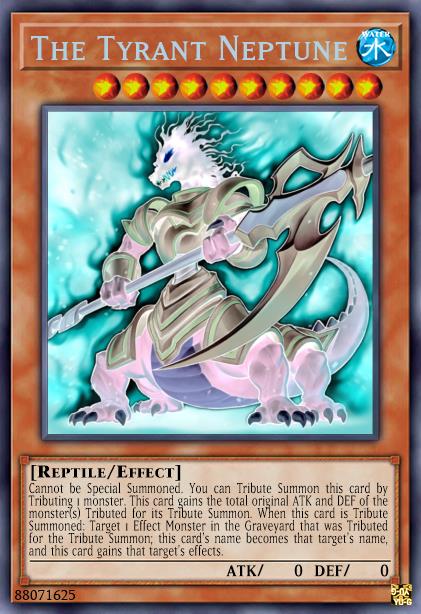 The Tyrant Neptune
WATER
水
[Reptile/Effect]
Cannot be Special Summoned. You can Tribute Summon this card by
Tributing 1 monster. This card gains the total original ATK and DEF of the
monster(s) Tributed for its Tribute Summon. When this card is Tribute
Summoned: Target 1 Effect Monster in the Graveyard that was Tributed
for the Tribute Summon; this card's name becomes that target's name,
and this card gains that target's effects.
ATK/ 0 DEF/ 0
88071625